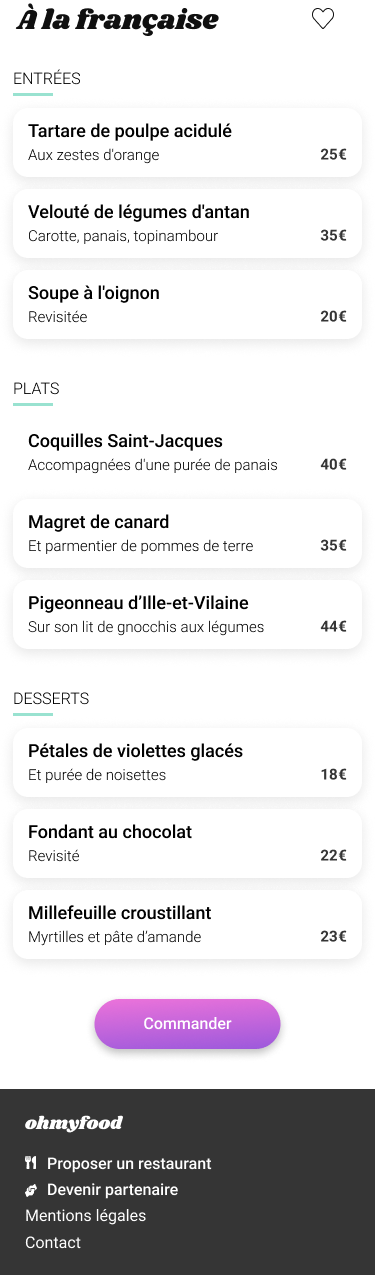 À la française
ENTRÉES
Tartare de poulpe acidulé
Aux zestes d'orange 25€
Velouté de légumes d'antan
Carotte, panais, topinambour 35€
Soupe à l'oignon
Revisitée 20€
PLATS
Coquilles Saint-Jacques
Accompagnées d'une purée de panais 40€
Magret de canard
Et parmentier de pommes de terre 35€
Pigeonneau d’Ille-et-Vilaine
Sur son lit de gnocchis aux légumes 44€
DESSERTS
Pétales de violettes glacés
Et purée de noisettes 18€
Fondant au chocolat
Revisité 22€
Millefeuille croustillant
Myrtilles et pâte d’amande 23€
Commander
ohmyfood
Proposer un restaurant
Devenir partenaire
Mentions légales
Contact